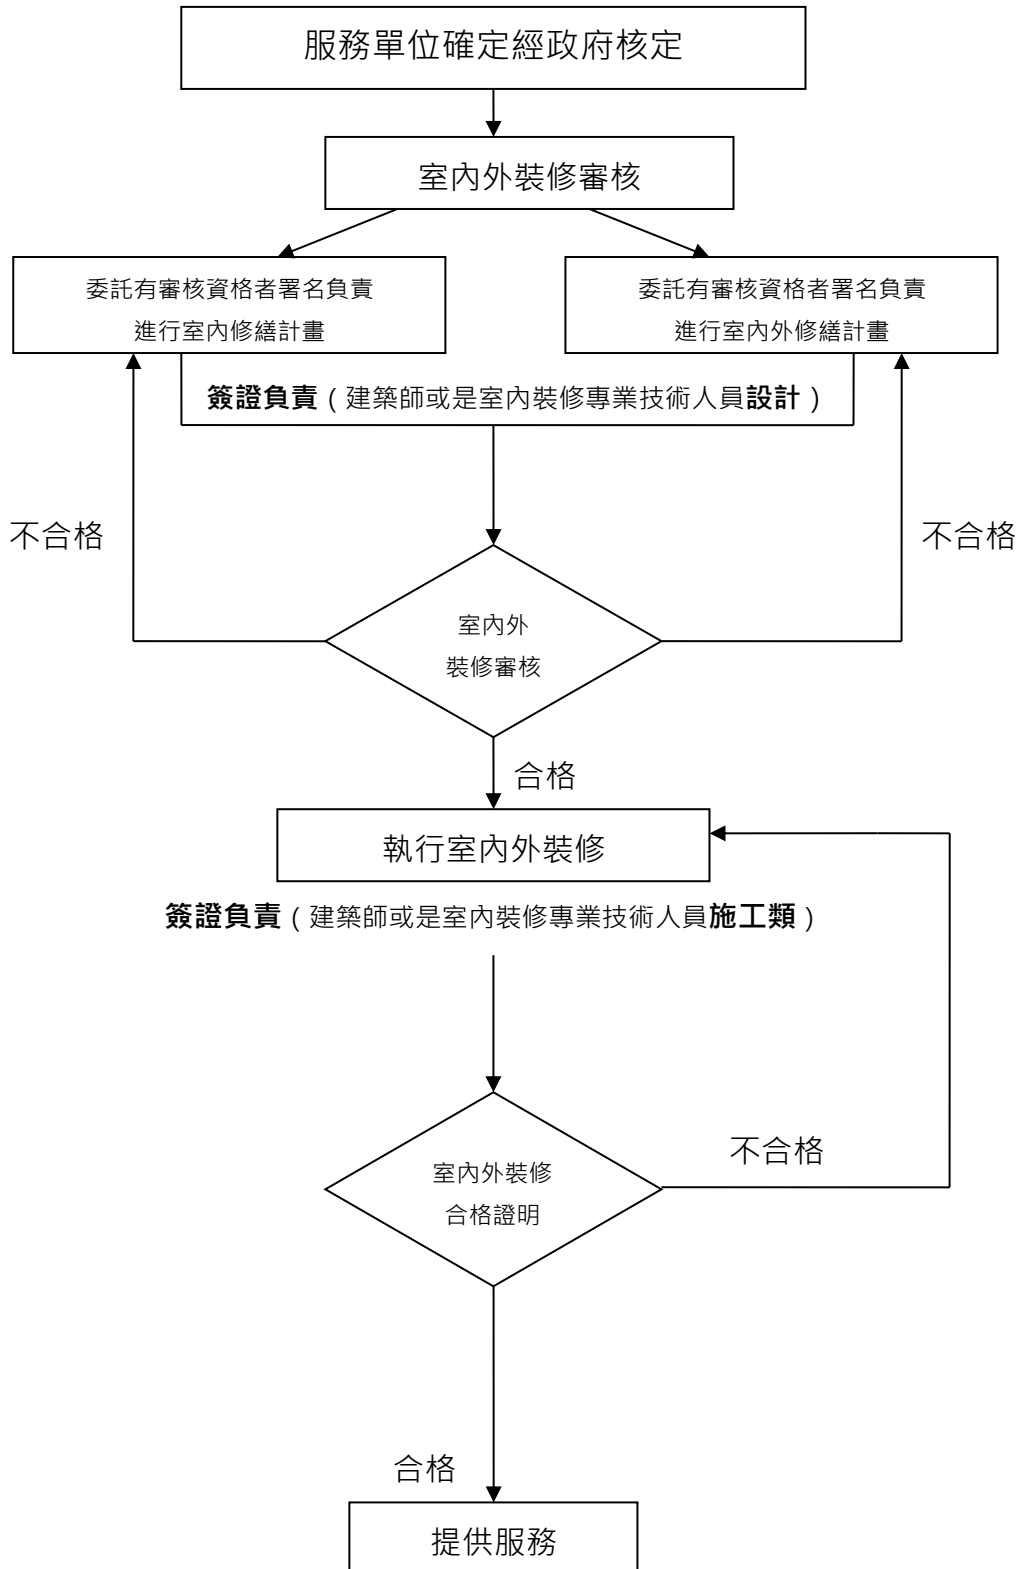 服務單位確定經政府核定
室內外裝修審核
委託有審核資格者署名負責
進行室內修繕計畫
委託有審核資格者署名負責
進行室內外修繕計畫
簽證負責（建築師或是室內裝修專業技術人員設計）
不合格
不合格
室內外
裝修審核
合格
執行室內外裝修
簽證負責（建築師或是室內裝修專業技術人員施工類）
不合格
室內外裝修
合格證明
合格
提供服務